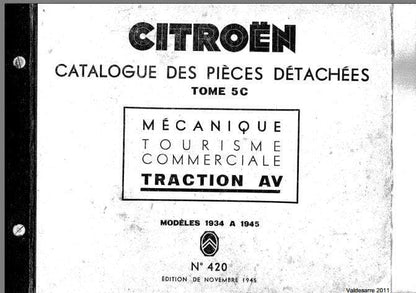 CITROËN
CATALOGUE DES PIÈCES DÉTACHÉES
TOME 5C
MÉCANIQUE
TOURISME
COMMERCIALE
TRACTION AV
MODÈLES 1934 A 1945
N° 420
ÉDITION DE NOVEMBRE 1945
Valdesarre 2011